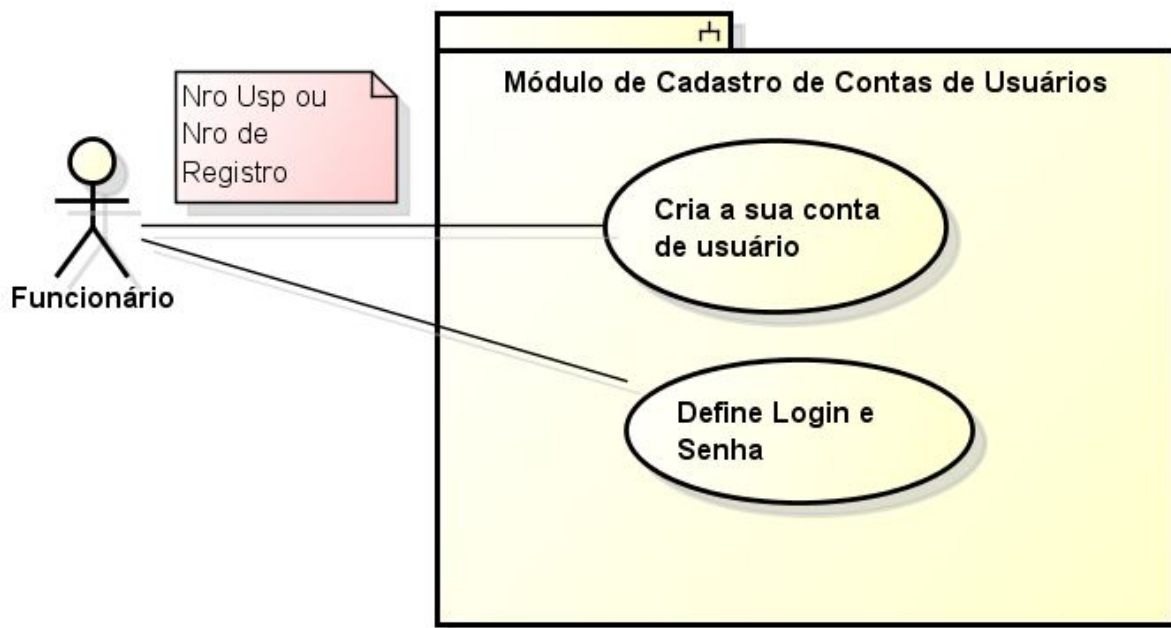 Módulo de Cadastro de Contas de Usuários
Nro Usp ou
Nro de
Registro
Funcionário
Cria a sua conta
de usuário
Define Login e
Senha